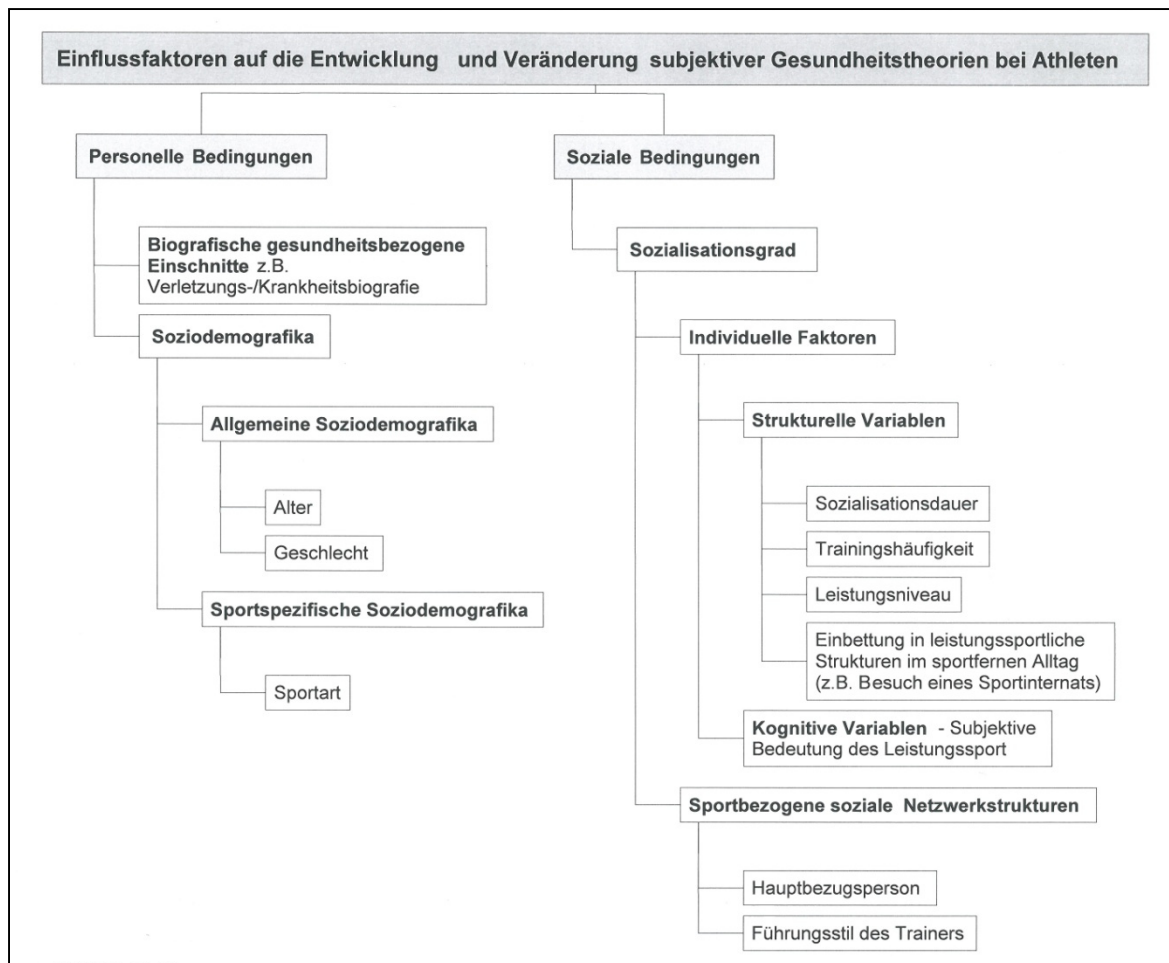 Einflussfaktoren auf die Entwicklung und Veränderung subjektiver Gesundheitstheorien bei Athleten
Personelle Bedingungen
Biografische gesundheitsbezogene
Einschnitte z.B.
Verletzungs-/Krankheitsbiografie
Soziodemografika
Allgemeine Soziodemografika
Alter
Geschlecht
Sportspezifische Soziodemografika
Sportart
Soziale Bedingungen
Sozialisationsgrad
Individuelle Faktoren
Strukturelle Variablen
Sozialisationsdauer
Trainingshäufigkeit
Leistungsniveau
Einbettung in leistungssportliche
Strukturen im sportfernen Alltag
(z.B. Besuch eines Sportinternats)
Kognitive Variablen - Subjektive
Bedeutung des Leistungssport
Sportbezogene soziale Netzwerkstrukturen
Hauptbezugsperson
Führungsstil des Trainers